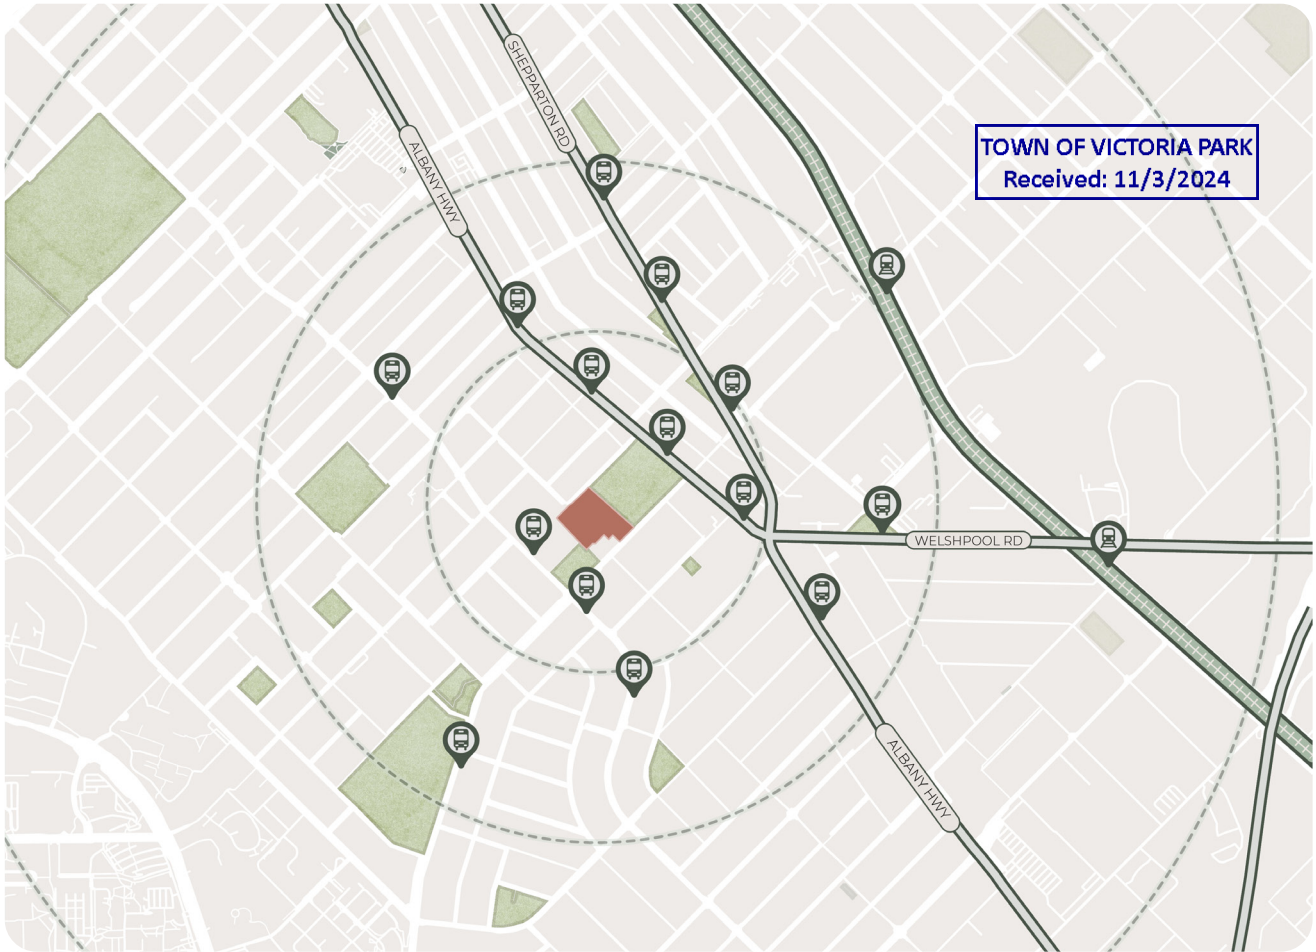 SHEPPARTON RD
ALBANY HWY
TOWN OF VICTORIA PARK
Received: 11/3/2024
WELSHPOOL RD
ALBANY HWY